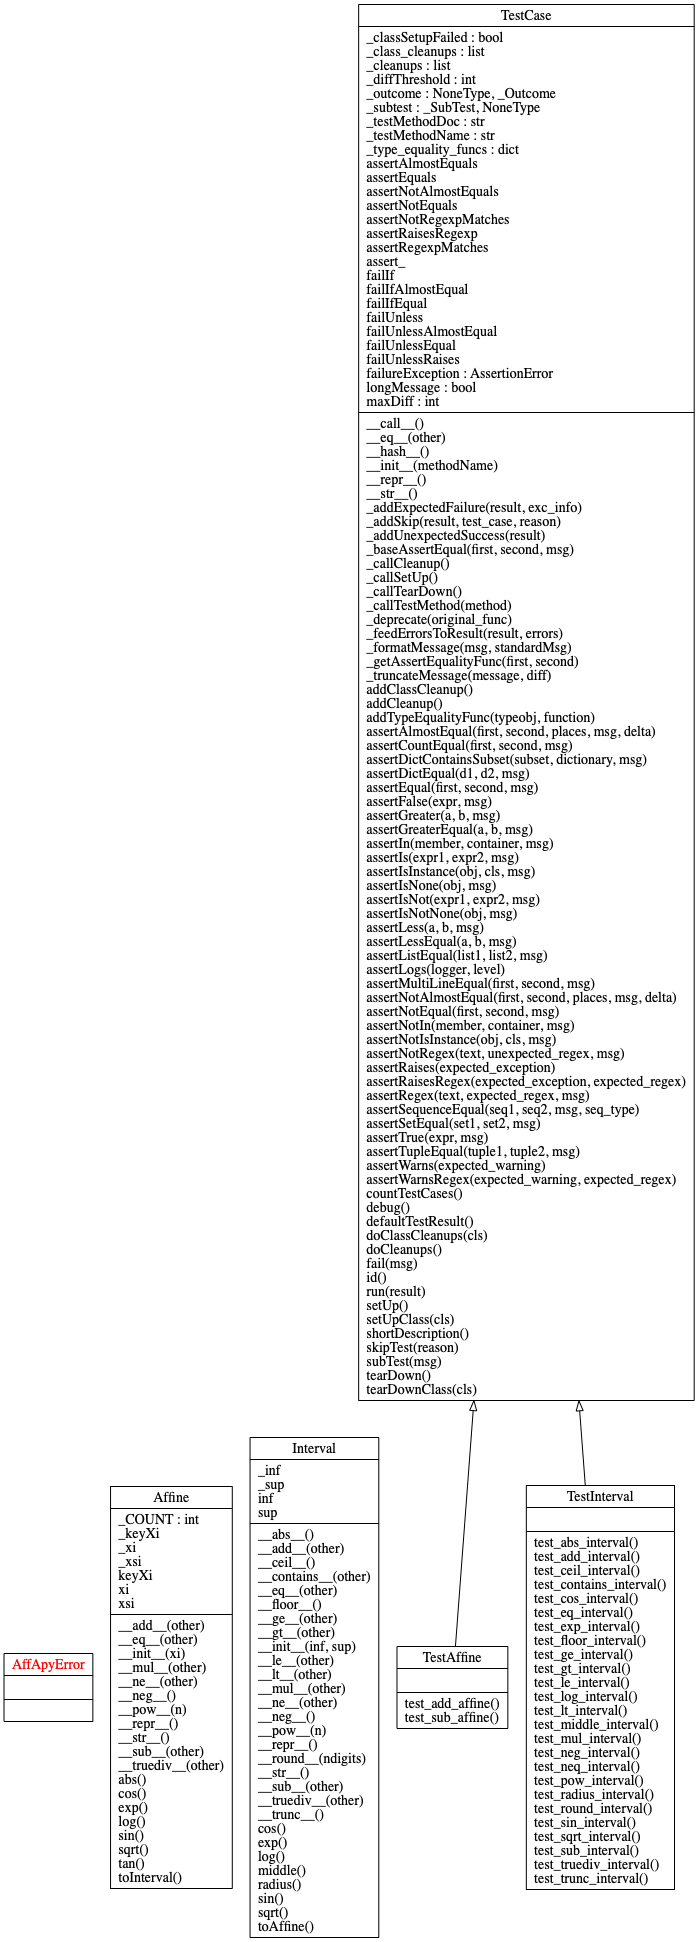 TestCase
_classSetupFailed : bool
_class_cleanups : list
_cleanups : list
_diffThreshold : int
_outcome : NoneType, _Outcome
_subtest : _SubTest, NoneType
_testMethodDoc : str
_testMethodName : str
_type_equality_funcs : dict
assertAlmostEquals
assertEquals
assertNotAlmostEquals
assertNotEquals
assertNotRegexpMatches
assertRaisesRegexp
assertRegexpMatches
assert_
failIf
failIfAlmostEqual
failIfEqual
failUnless
failUnlessAlmostEqual
failUnlessEqual
failUnlessRaises
failureException : AssertionError
longMessage : bool
maxDiff : int
__call__()
__eq__(other)
__hash__()
__init__(methodName)
__repr__()
__str__()
_addExpectedFailure(result, exc_info)
_addSkip(result, test_case, reason)
_addUnexpectedSuccess(result)
_baseAssertEqual(first, second, msg)
_callCleanup()
_callSetUp()
_callTearDown()
_callTestMethod(method)
_deprecate(original_func)
_feedErrorsToResult(result, errors)
_formatMessage(msg, standardMsg)
_getAssertEqualityFunc(first, second)
_truncateMessage(message, diff)
addClassCleanup()
addCleanup()
addTypeEqualityFunc(typeobj, function)
assertAlmostEqual(first, second, places, msg, delta)
assertCountEqual(first, second, msg)
assertDictContainsSubset(subset, dictionary, msg)
assertDictEqual(d1, d2, msg)
assertEqual(first, second, msg)
assertFalse(expr, msg)
assertGreater(a, b, msg)
assertGreaterEqual(a, b, msg)
assertIn(member, container, msg)
assertIs(expr1, expr2, msg)
assertIsInstance(obj, cls, msg)
assertIsNone(obj, msg)
assertIsNot(expr1, expr2, msg)
assertIsNotNone(obj, msg)
assertLess(a, b, msg)
assertLessEqual(a, b, msg)
assertListEqual(list1, list2, msg)
assertLogs(logger, level)
assertMultiLineEqual(first, second, msg)
assertNotAlmostEqual(first, second, places, msg, delta)
assertNotEqual(first, second, msg)
assertNotIn(member, container, msg)
assertNotIsInstance(obj, cls, msg)
assertNotRegex(text, unexpected_regex, msg)
assertRaises(expected_exception)
assertRaisesRegex(expected_exception, expected_regex)
assertRegex(text, expected_regex, msg)
assertSequenceEqual(seq1, seq2, msg, seq_type)
assertSetEqual(set1, set2, msg)
assertTrue(expr, msg)
assertTupleEqual(tuple1, tuple2, msg)
assertWarns(expected_warning)
assertWarnsRegex(expected_warning, expected_regex)
countTestCases()
debug()
defaultTestResult()
doClassCleanups(cls)
doCleanups()
fail(msg)
id()
run(result)
setUp()
setUpClass(cls)
shortDescription()
skipTest(reason)
subTest(msg)
tearDown()
tearDownClass(cls)
AffApyError
Affine
_COUNT : int
_keyXi
_xi
_xsi
keyXi
xi
xsi
__add__(other)
__eq__(other)
__init__(xi)
__mul__(other)
__ne__(other)
__neg__()
__pow__(n)
__repr__()
__str__()
__sub__(other)
__truediv__(other)
abs()
cos()
exp()
log()
sin()
sqrt()
tan()
toInterval()
Interval
_inf
_sup
inf
sup
__abs__()
__add__(other)
__ceil__()
__contains__(other)
__eq__(other)
__floor__()
__ge__(other)
__gt__(other)
__init__(inf, sup)
__le__(other)
__lt__(other)
__mul__(other)
__ne__(other)
__neg__()
__pow__(n)
__repr__()
__round__(ndigits)
__str__()
__sub__(other)
__truediv__(other)
__trunc__()
cos()
exp()
log()
middle()
radius()
sin()
sqrt()
toAffine()
TestAffine
test_add_affine()
test_sub_affine()
TestInterval
test_abs_interval()
test_add_interval()
test_ceil_interval()
test_contains_interval()
test_cos_interval()
test_eq_interval()
test_exp_interval()
test_floor_interval()
test_ge_interval()
test_gt_interval()
test_le_interval()
test_log_interval()
test_lt_interval()
test_middle_interval()
test_mul_interval()
test_neg_interval()
test_neq_interval()
test_pow_interval()
test_radius_interval()
test_round_interval()
test_sin_interval()
test_sqrt_interval()
test_sub_interval()
test_truediv_interval()
test_trunc_interval()